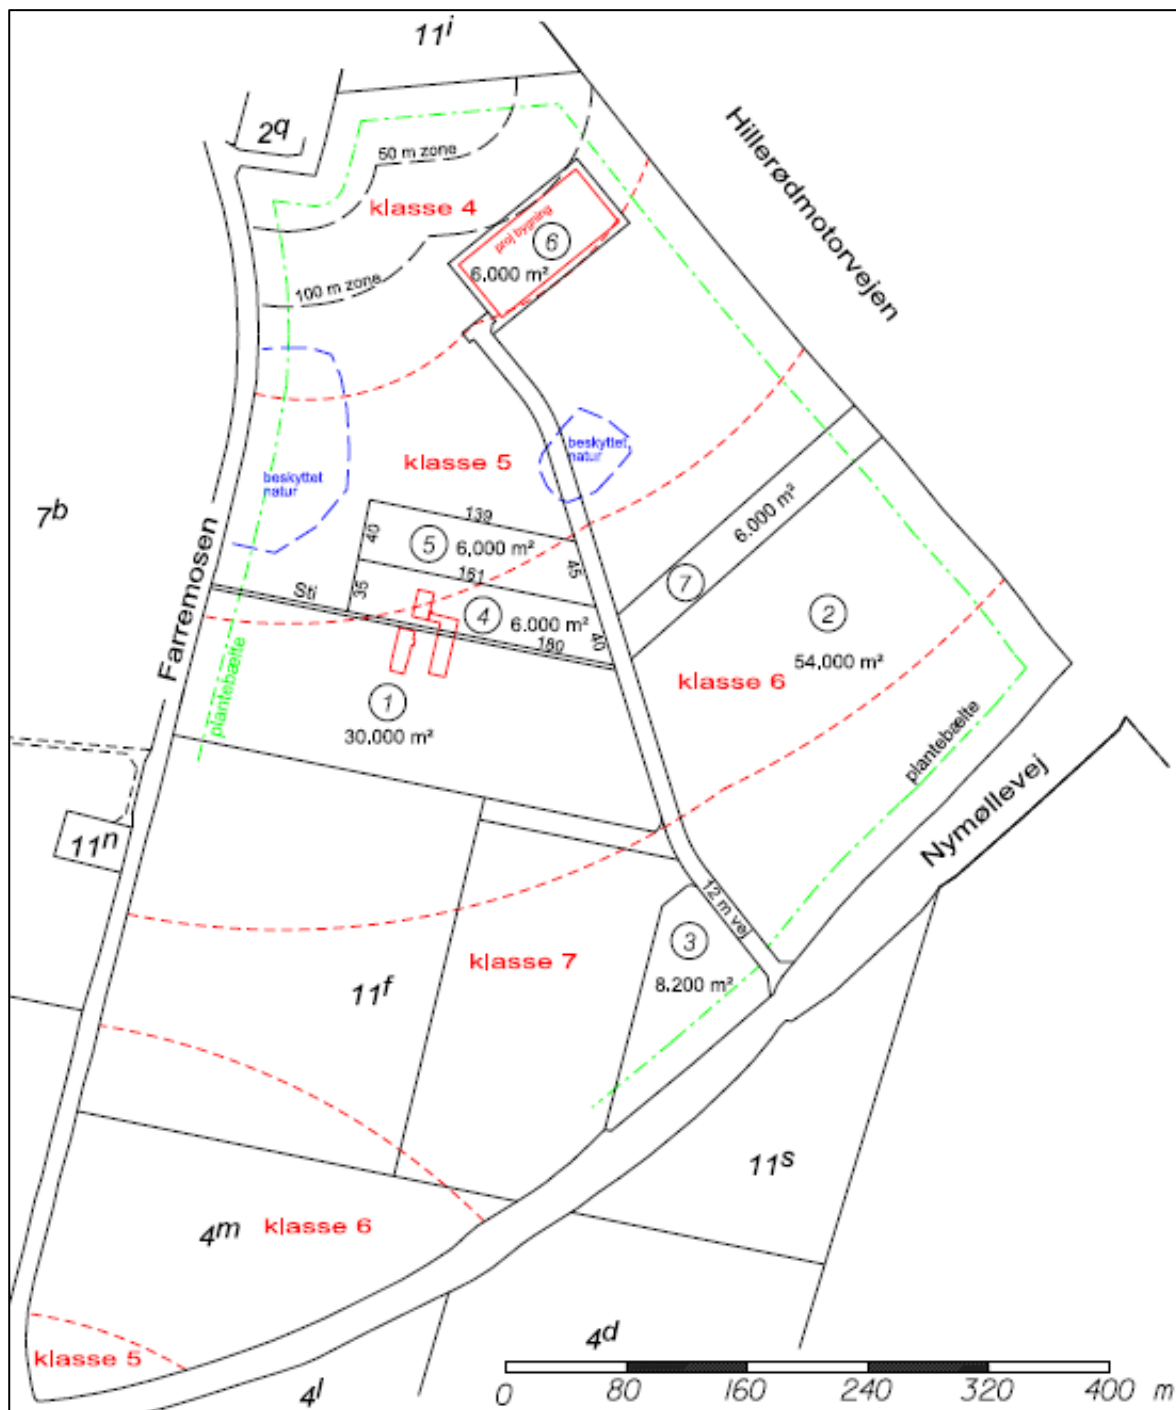 11i
2q
Hillerødmotorvejen
50 m zone
klasse 4
proj bygning
6
6.000 m²
100 m zone
beskyttet
natur
klasse 5
beskyttet
natur
7b
Farremosen
139
40
5
6.000 m²
45
161
Sti
35
4
6.000 m²
40
180
6.000 m²
7
2
54.000 m²
klasse 6
plantebælte
1
30.000 m²
plantebælte
Nymøllevej
11n
12 m vej
3
8.200 m²
klasse 7
11f
11s
4m
klasse 6
klasse 5
4d
4l
0 80 160 240 320 400 m